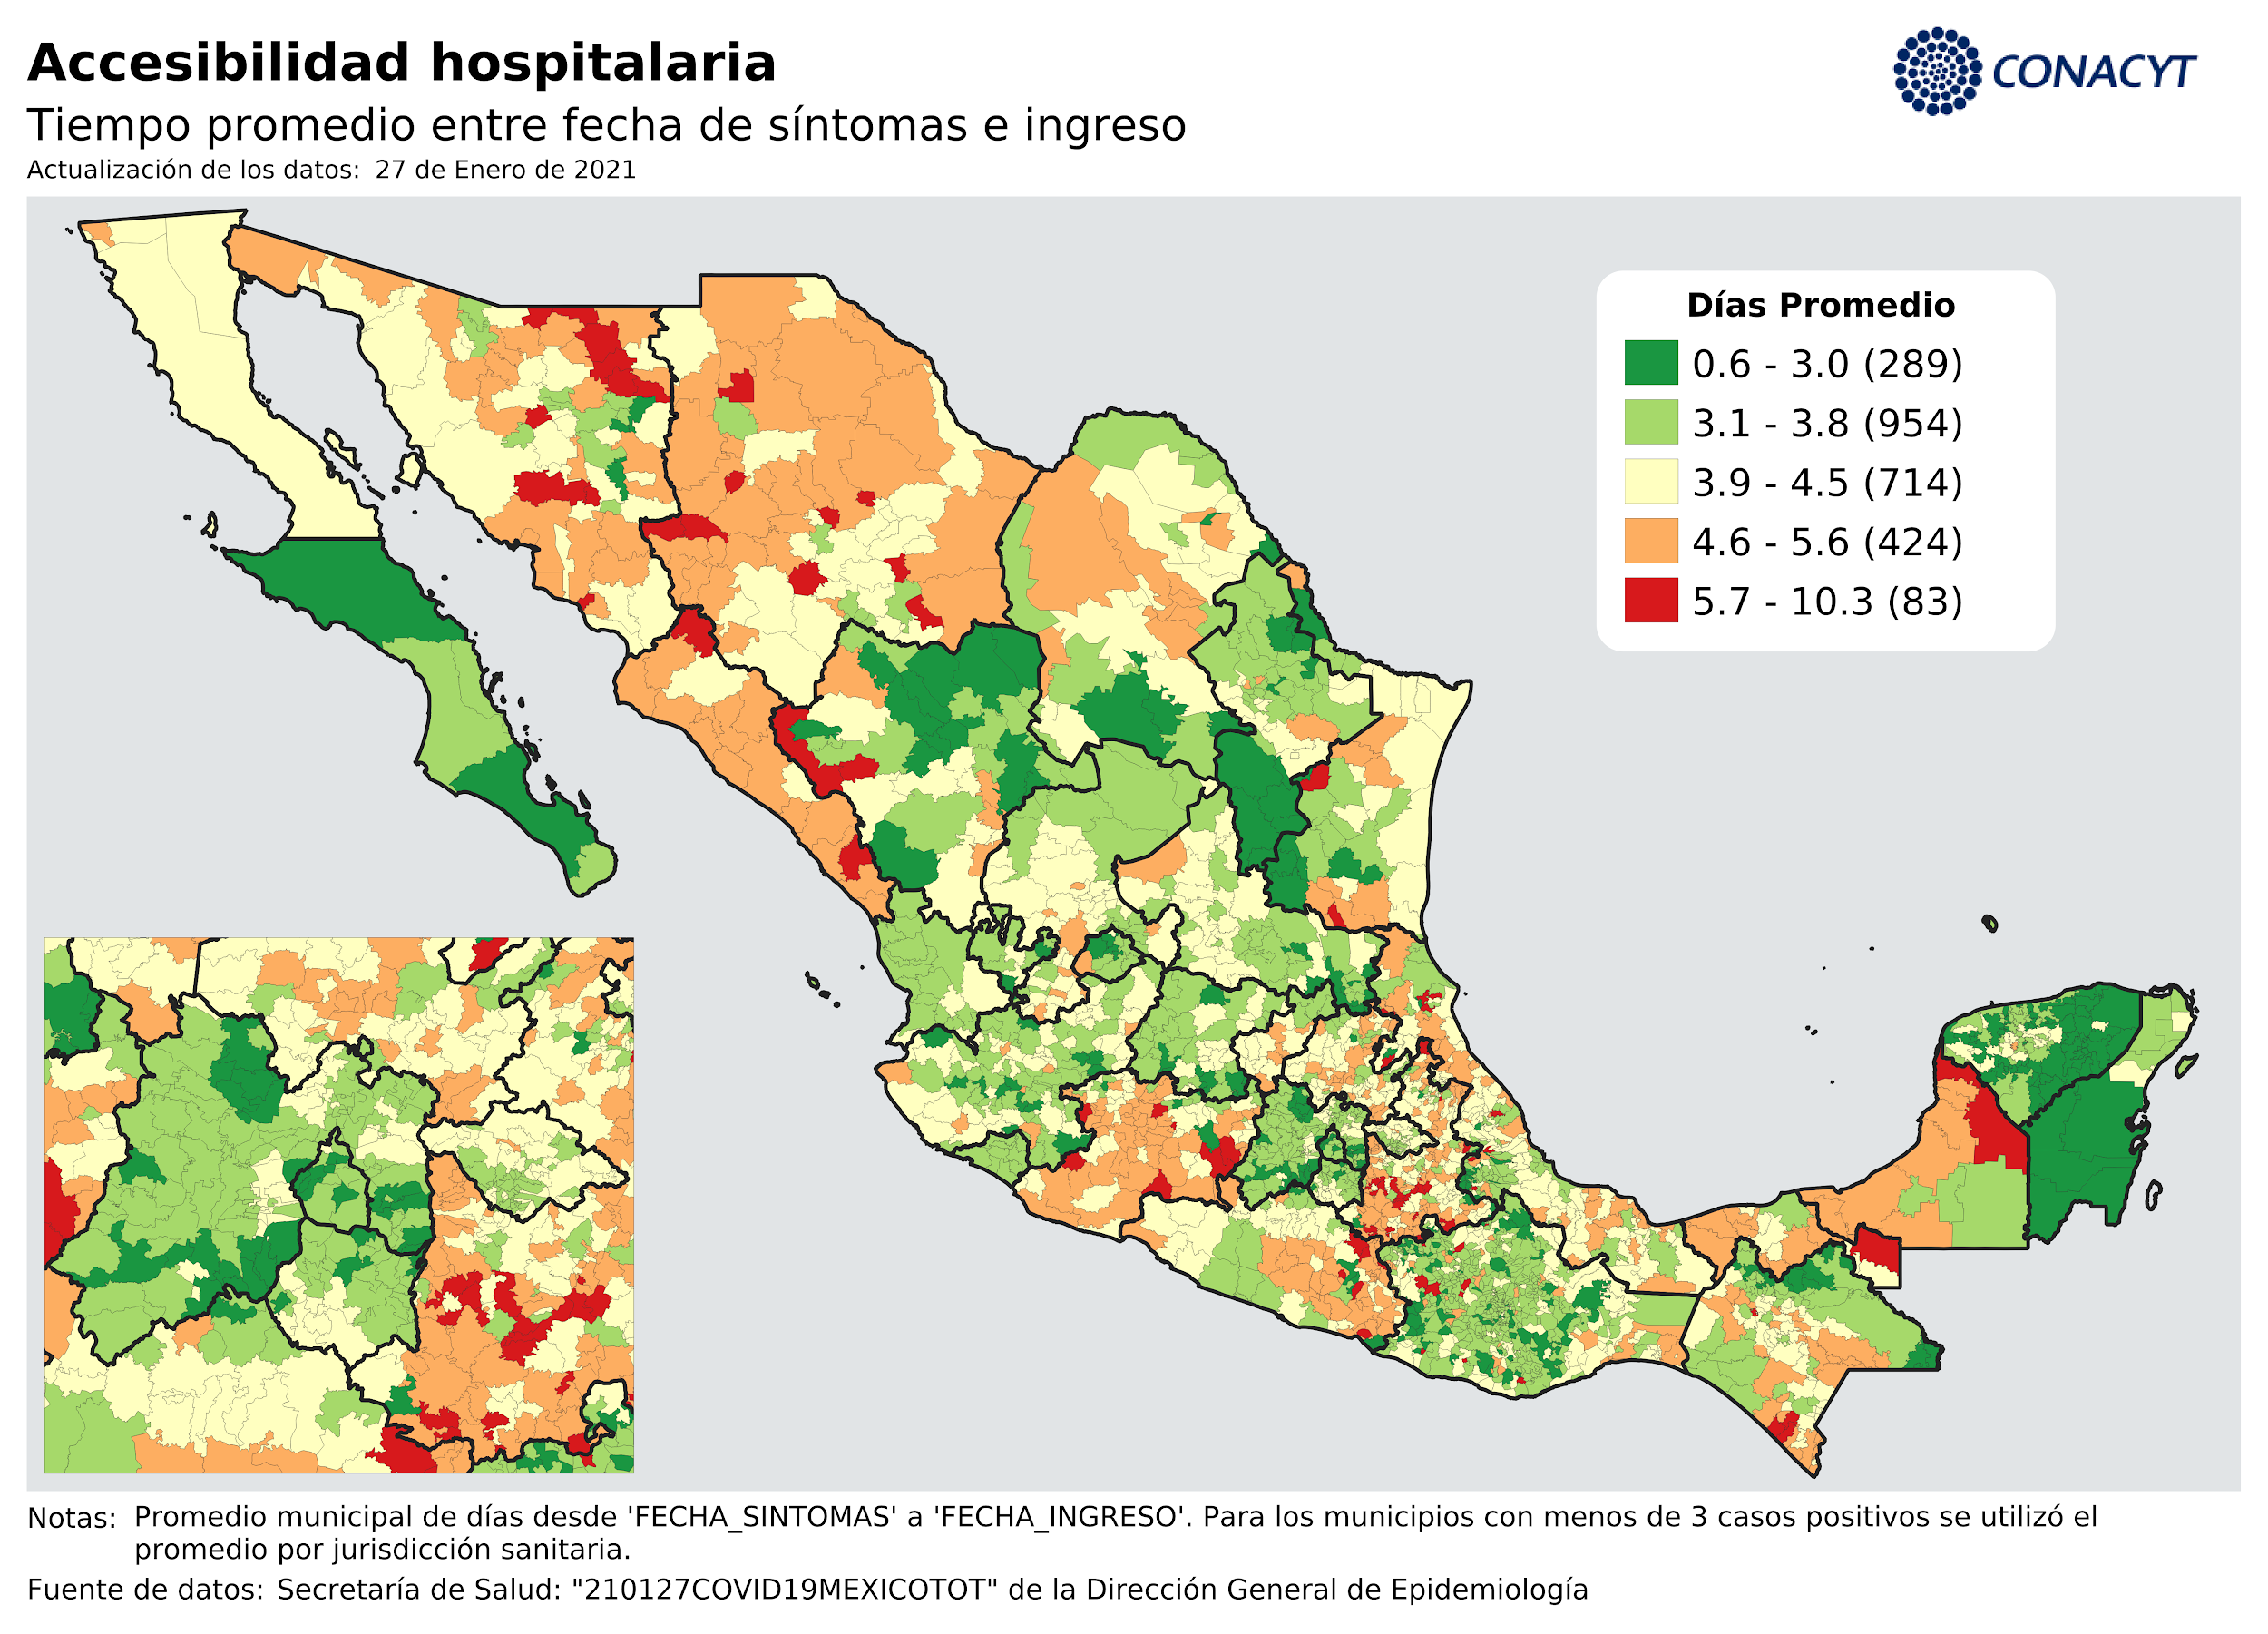 Accesibilidad hospitalaria
CONACYT
Tiempo promedio entre fecha de síntomas e ingreso
Actualización de los datos: 27 de Enero de 2021
Días Promedio
0.6 - 3.0 (289)
3.1 - 3.8 (954)
3.9 - 4.5 (714)
4.6 - 5.6 (424)
5.7 - 10.3 (83)
Notas: Promedio municipal de días desde 'FECHA_SINTOMAS' a 'FECHA_INGRESO'. Para los municipios con menos de 3 casos positivos se utilizó el
promedio por jurisdicción sanitaria.
Fuente de datos: Secretaría de Salud: "210127COVID19MEXICOTOT" de la Dirección General de Epidemiología